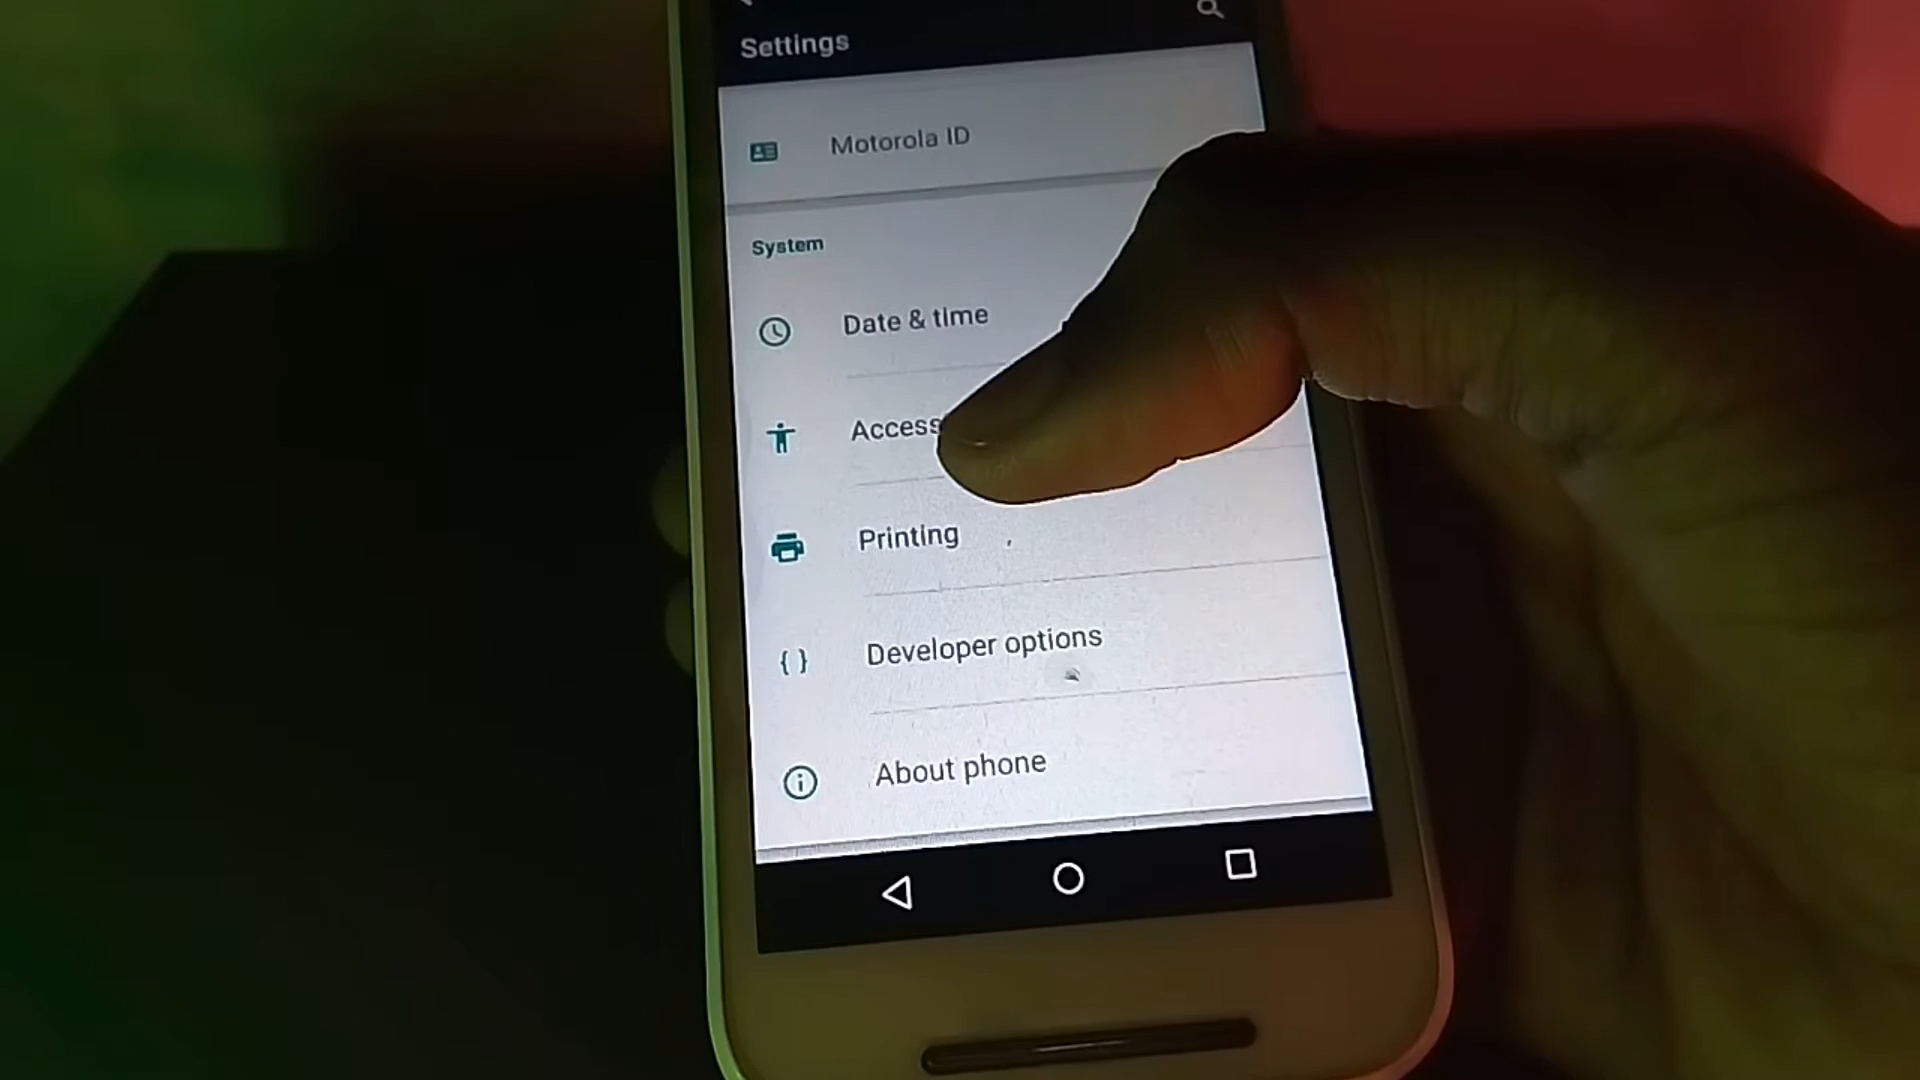 Settings
Motorola ID
System
Date & time
Access
Printing
Developer options
About phone